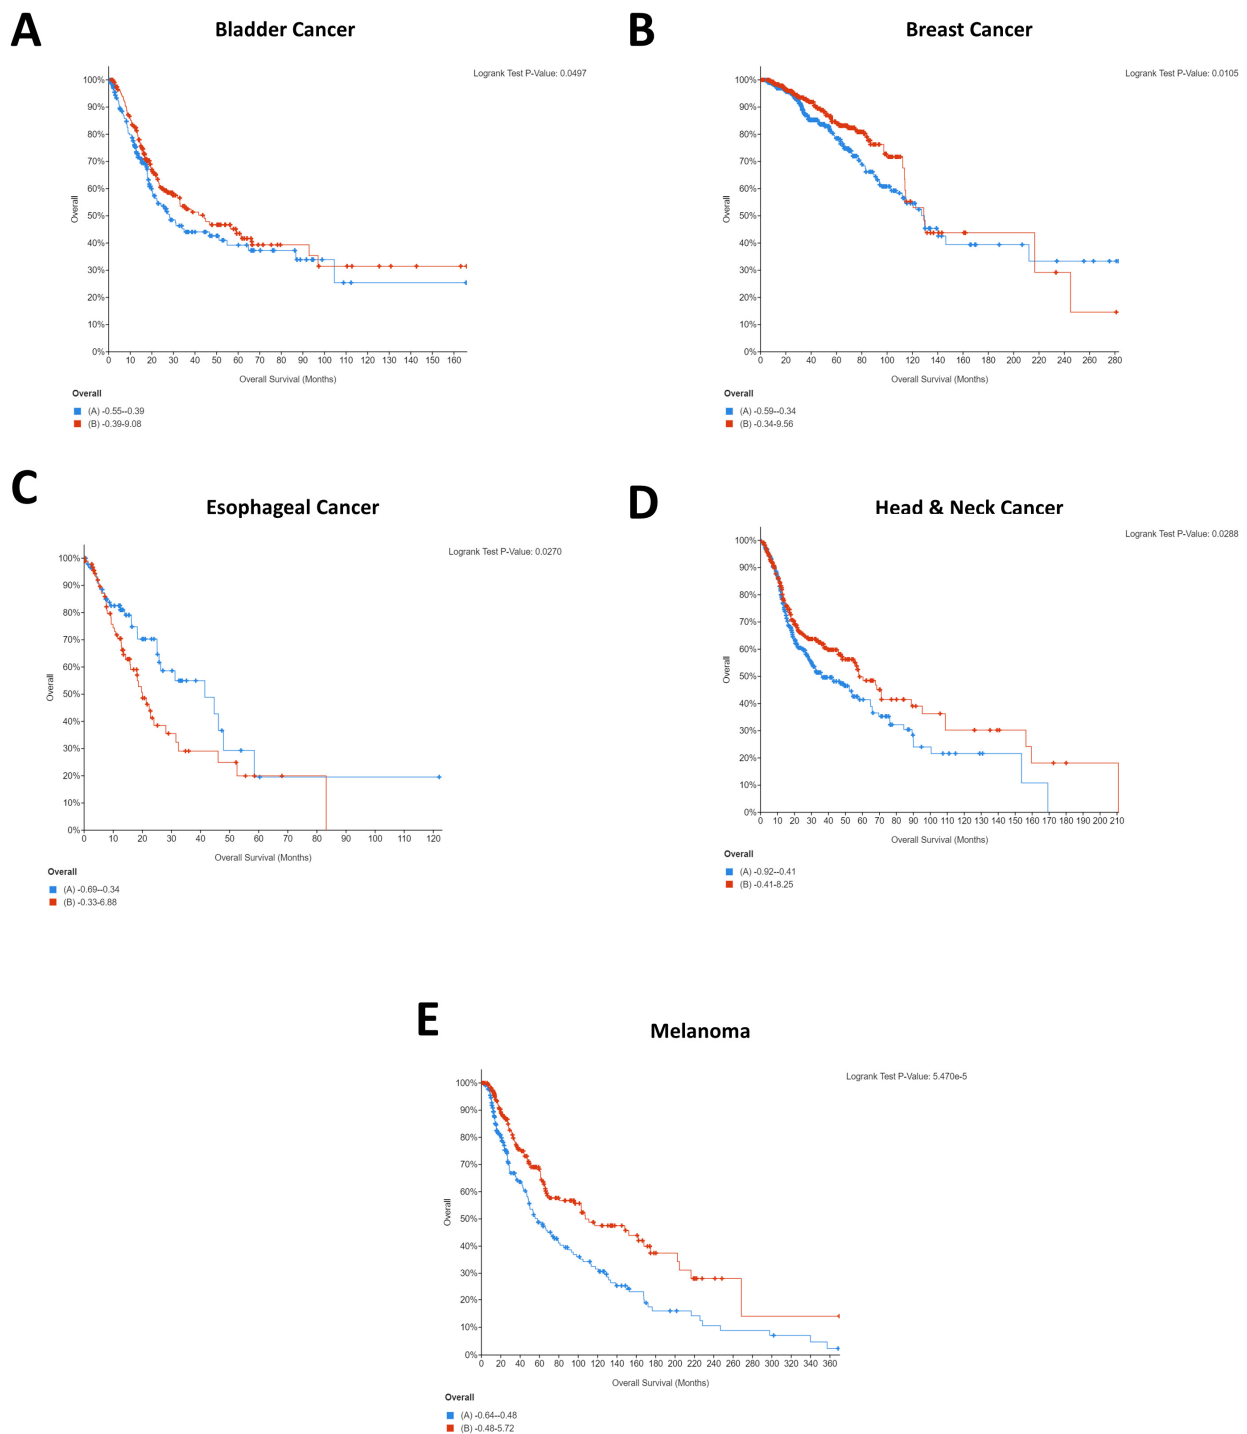 A
Bladder Cancer
Logrank Test P-Value: 0.0497
100%
90%
80%
70%
60%
50%
40%
30%
20%
10%
0%
Overall
0 10 20 30 40 50 60 70 80 90 100 110 120 130 140 150 160
Overall Survival (Months)
Overall
(A) -0.55--0.39
(B) -0.39-9.08
B
Breast Cancer
Logrank Test P-Value: 0.0105
100%
90%
80%
70%
60%
50%
40%
30%
20%
10%
0%
Overall
0 20 40 60 80 100 120 140 160 180 200 220 240 260 280
Overall Survival (Months)
Overall
(A) -0.59--0.34
(B) -0.34-9.56
C
Esophageal Cancer
Logrank Test P-Value: 0.0270
100%
90%
80%
70%
60%
50%
40%
30%
20%
10%
0%
Overall
0 10 20 30 40 50 60 70 80 90 100 110 120
Overall Survival (Months)
Overall
(A) -0.69--0.34
(B) -0.33-6.88
D
Head & Neck Cancer
Logrank Test P-Value: 0.0288
100%
90%
80%
70%
60%
50%
40%
30%
20%
10%
0%
Overall
0 10 20 30 40 50 60 70 80 90 100 110 120 130 140 150 160 170 180 190 200 210
Overall Survival (Months)
Overall
(A) -0.92--0.41
(B) -0.41-8.25
E
Melanoma
Logrank Test P-Value: 5.470e-5
100%
90%
80%
70%
60%
50%
40%
30%
20%
10%
0%
Overall
0 20 40 60 80 100 120 140 160 180 200 220 240 260 280 300 320 340 360
Overall Survival (Months)
Overall
(A) -0.64--0.48
(B) -0.48-5.72